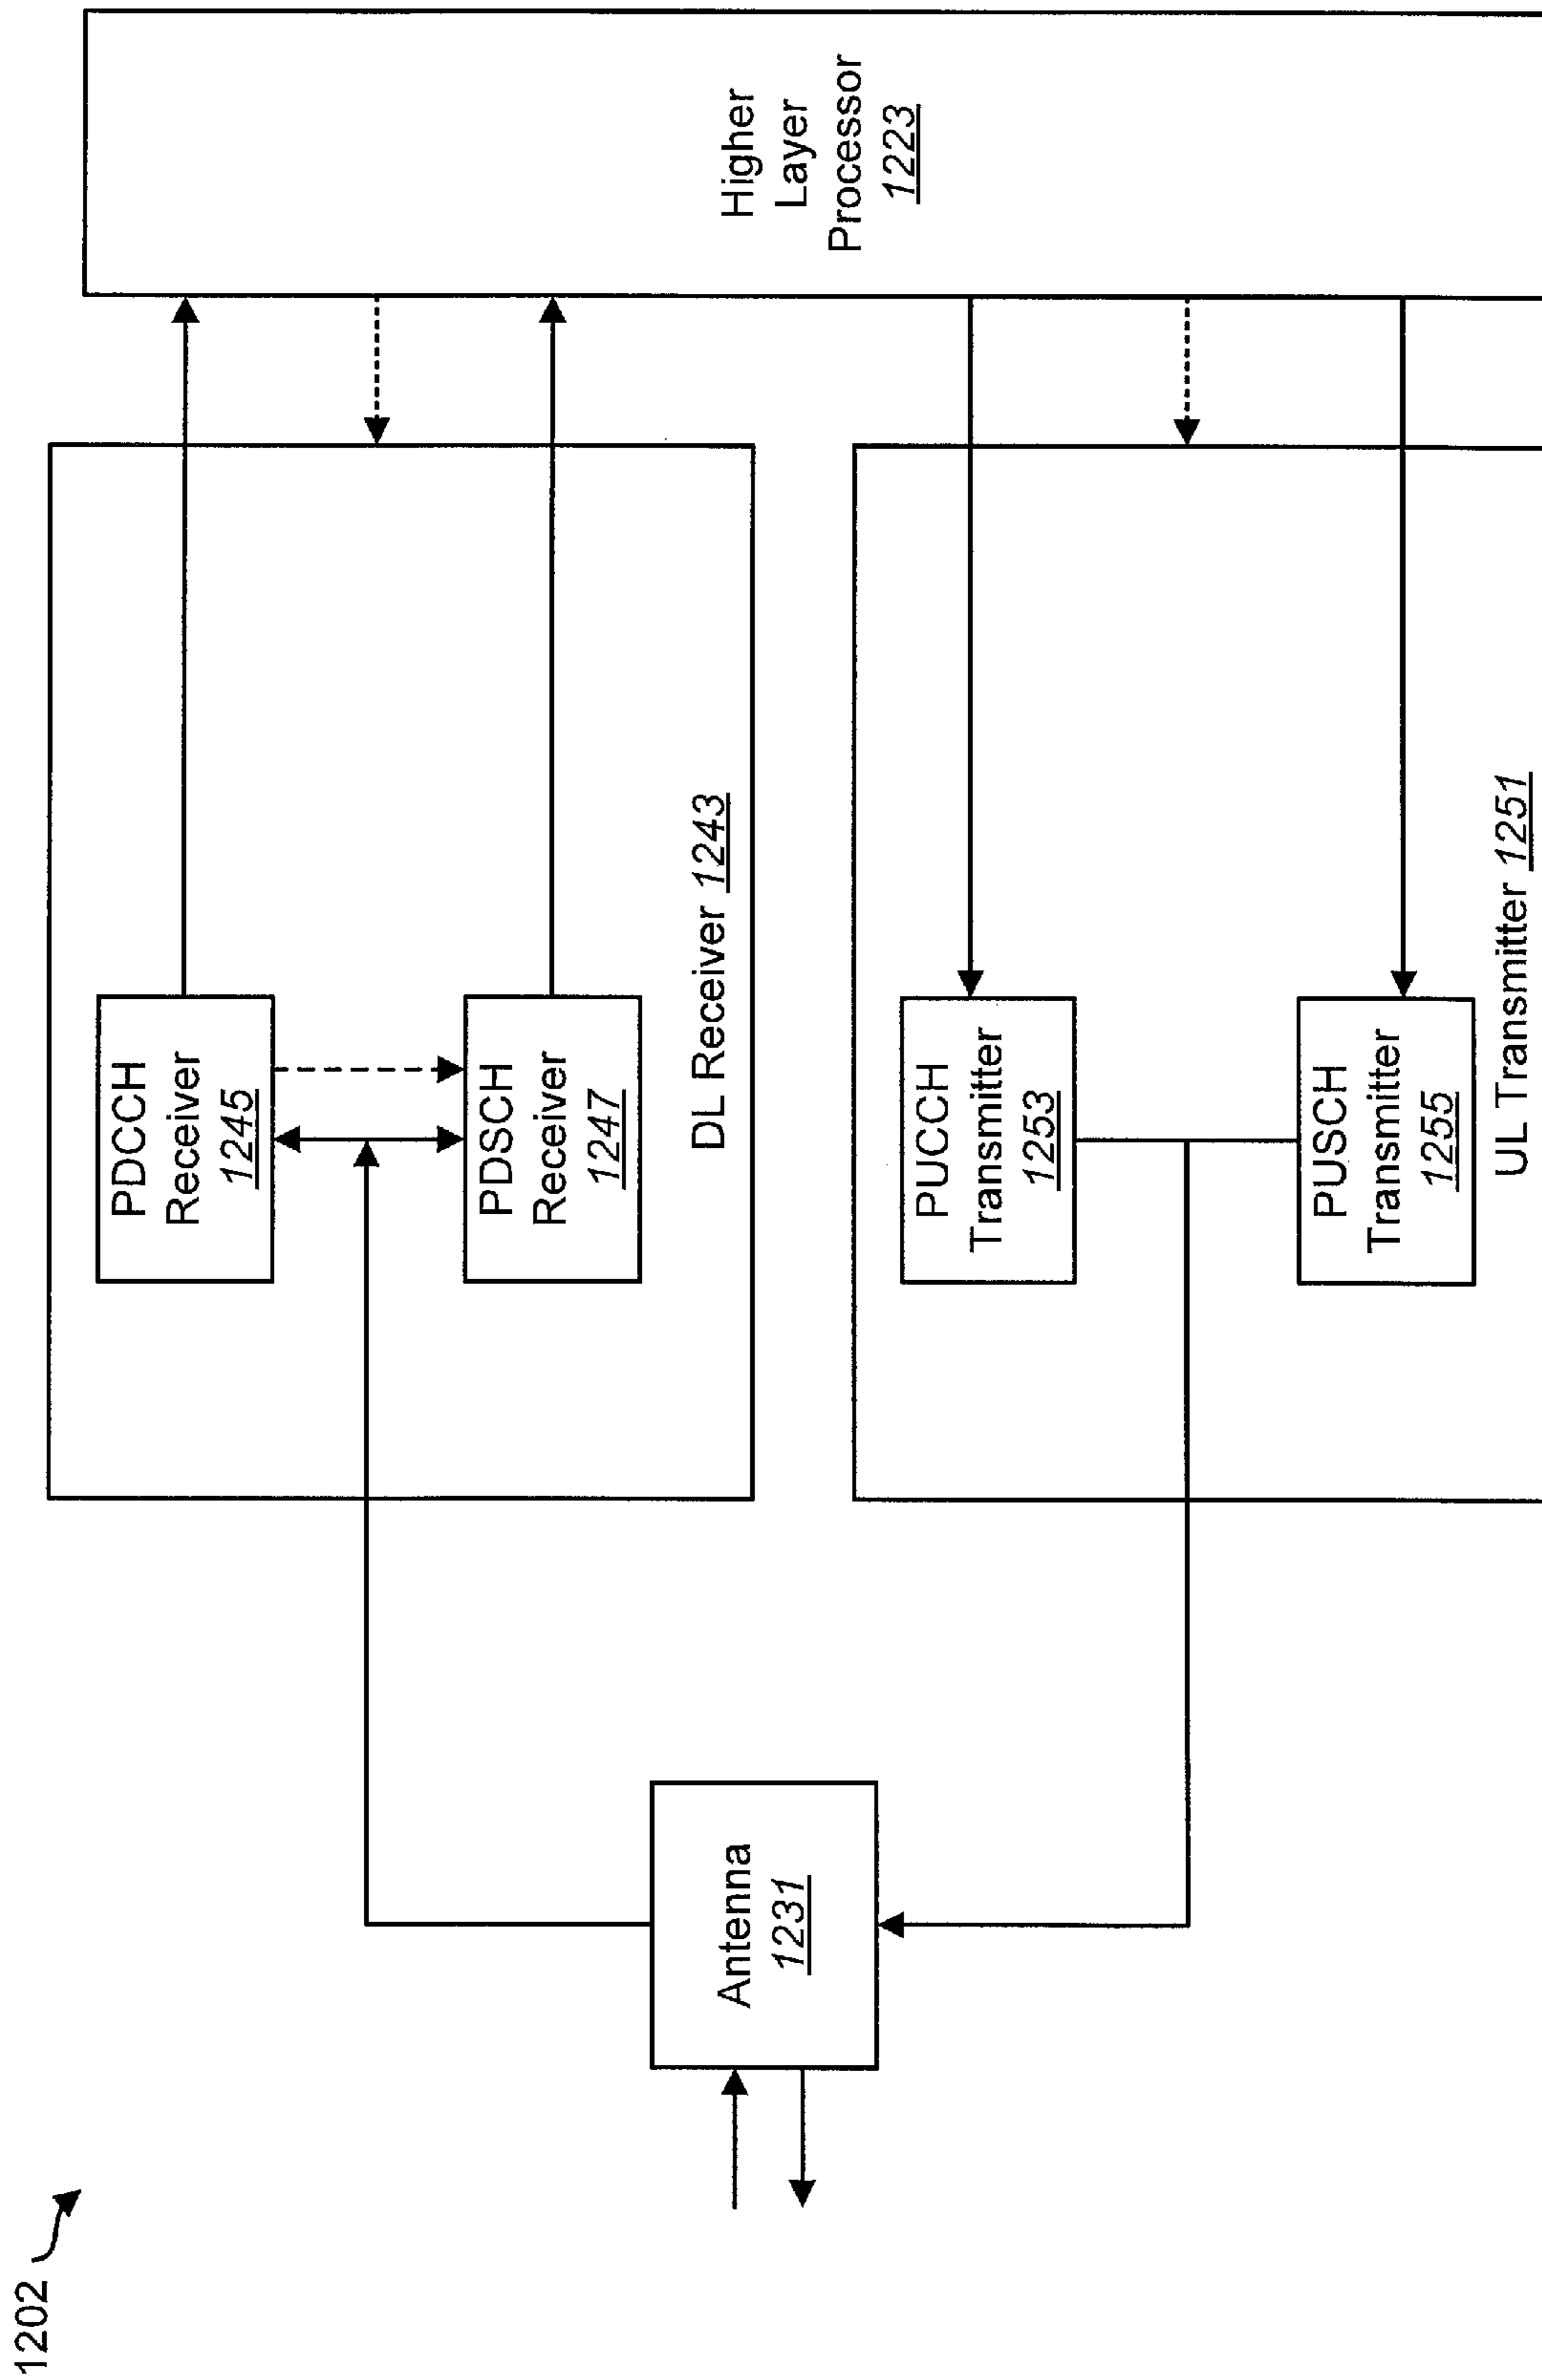 1202
Antenna
1231
PDCCH
Receiver
1245
PDSCH
Receiver
1247
DL Receiver 1243
PUCCH
Transmitter
1253
PUSCH
Transmitter
1255
UL Transmitter 1251
Higher
Layer
Processor
1223